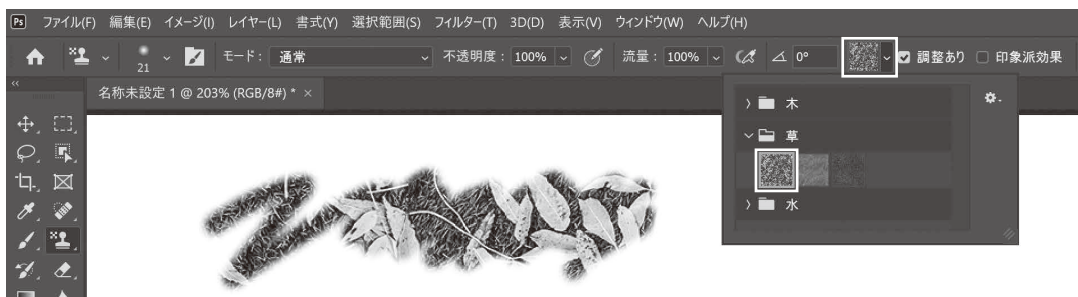 Ps ファイル(F) 編集(E) イメージ(I) レイヤー(L) 書式(Y) 選択範囲(S) フィルター(T) 3D(D) 表示(V) ウィンドウ(W) ヘルプ(H)
21 モード： 通常 不透明度： 100% 流量： 100% 0° 調整あり 印象派効果
名称未設定 1 @ 203% (RGB/8#) * ×
木
草
水